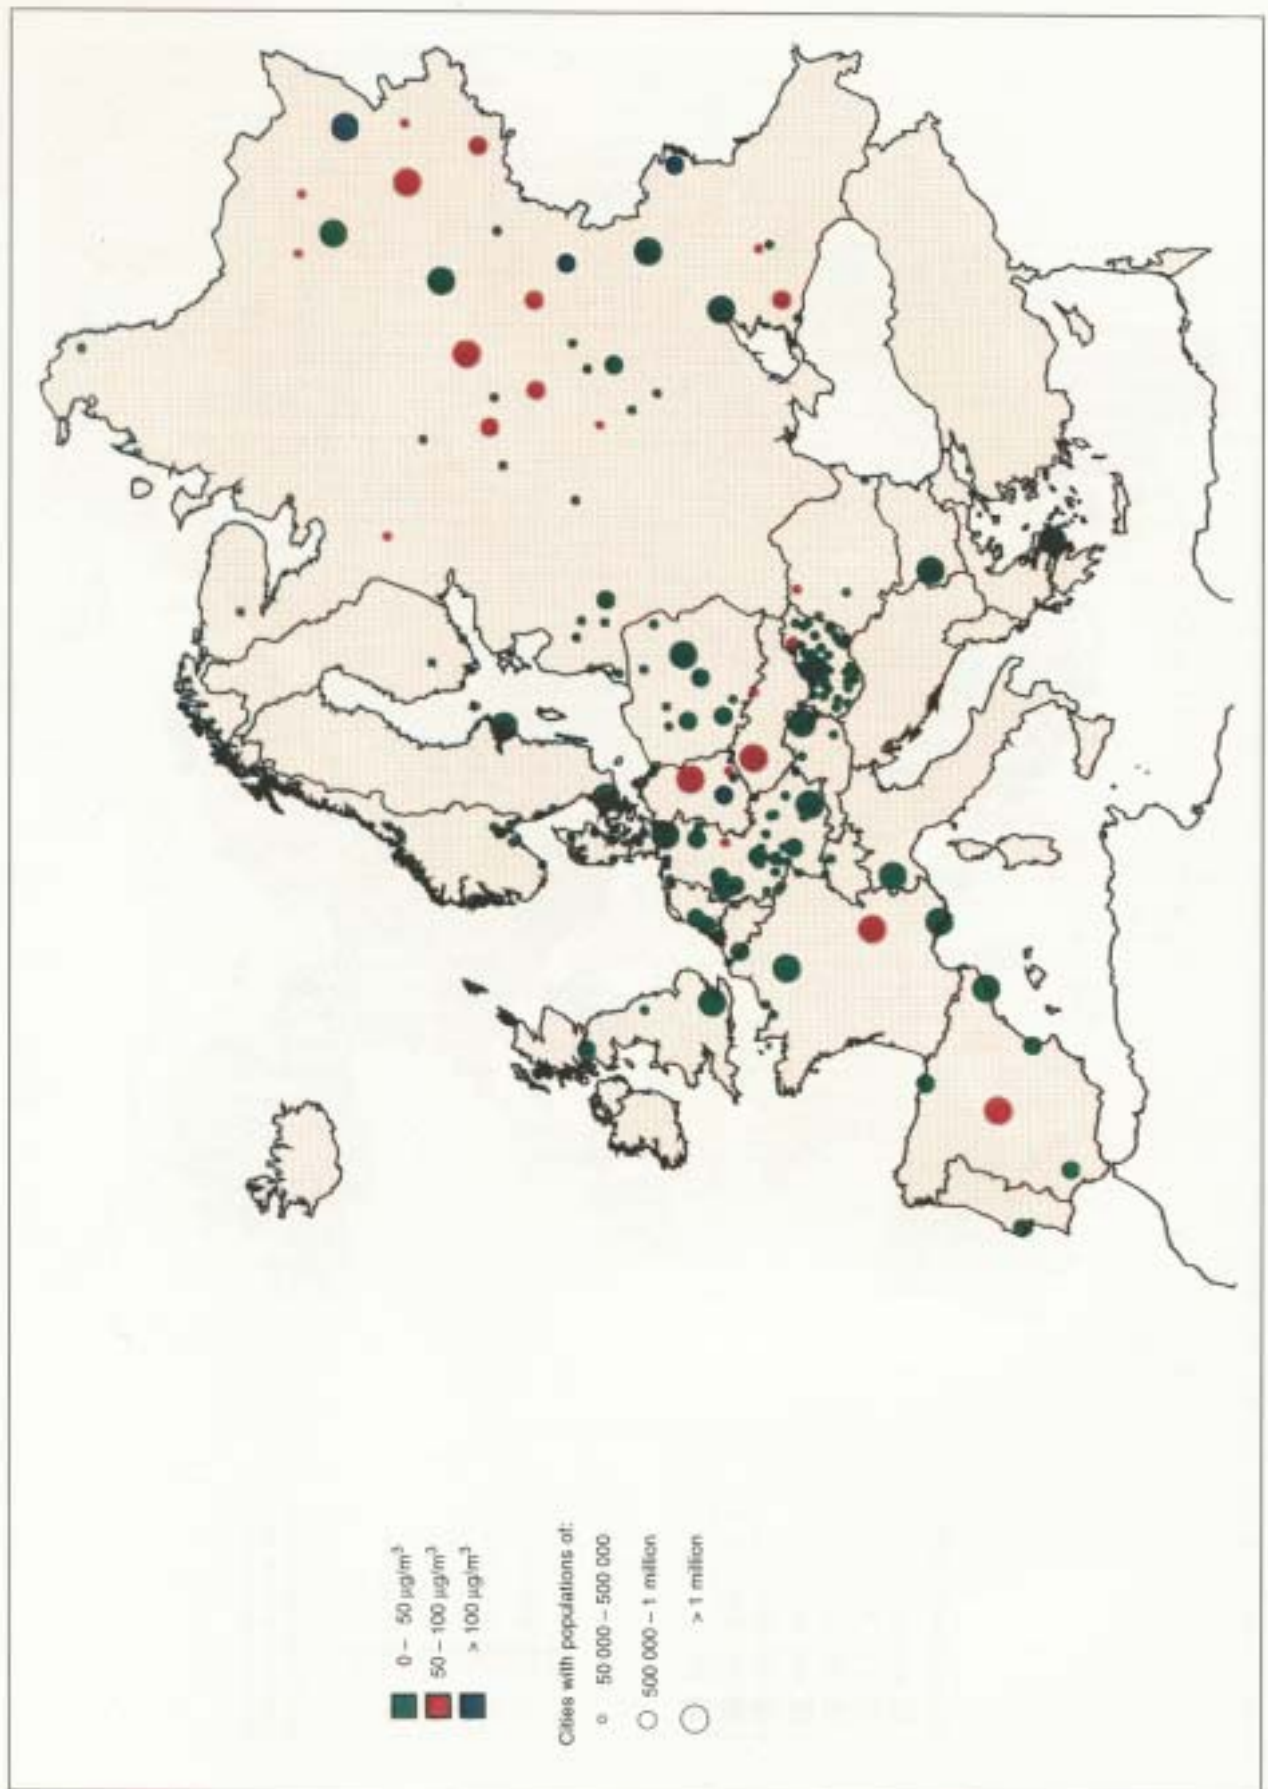 0 – 50 µg/m³
50 – 100 µg/m³
> 100 µg/m³
Cities with populations of:
50 000 – 500 000
500 000 – 1 million
> 1 million